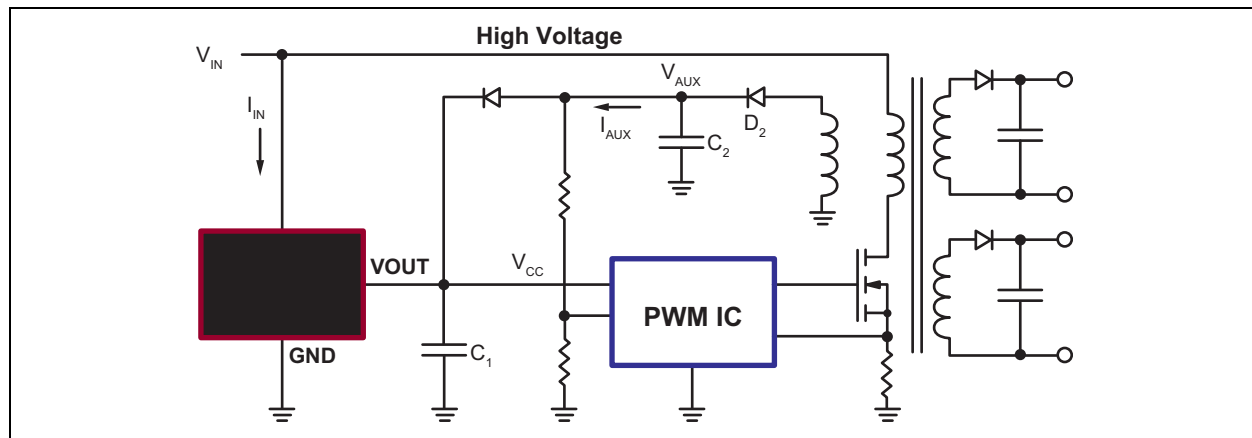 High Voltage
V_IN
V_AUX
I_IN
I_AUX
D_2
C_2
VOUT
V_CC
PWM IC
GND
C_1